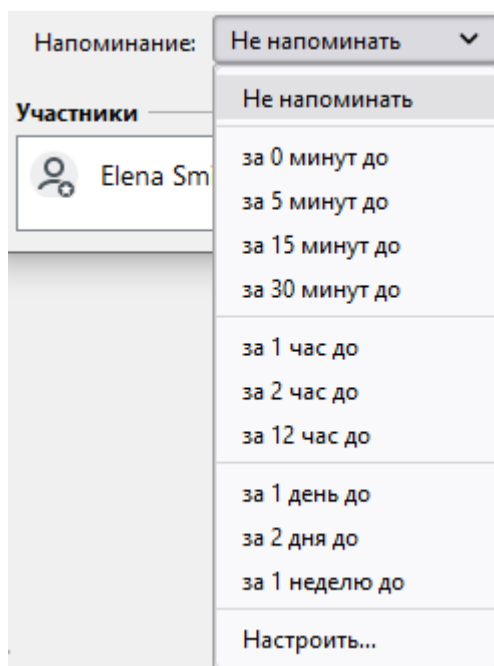 Напоминание: Не напоминать
Не напоминать
Участники
за 0 минут до
Elena Sm
за 5 минут до
за 15 минут до
за 30 минут до
за 1 час до
за 2 час до
за 12 час до
за 1 день до
за 2 дня до
за 1 неделю до
Настроить...